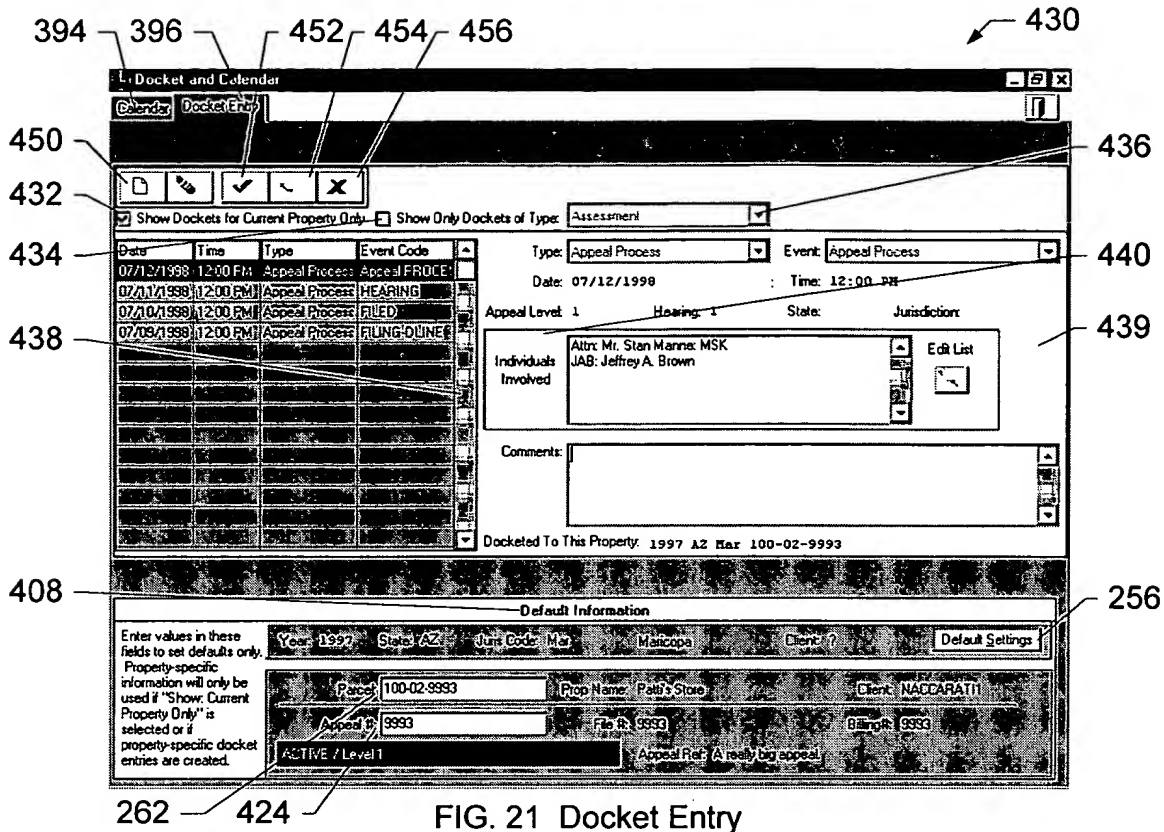 430
394 396 452 454 456
Docket and Calendar
Calendar Docket Entry
450
436
432
Show Dockets for Current Property Only Show Only Dockets of Type: Assessment
434
Date Time Type Event Code
Type: Appeal Process Event: Appeal Process
440
07/12/1998 12:00 PM Appeal Process Appeal PROCE
Date: 07/12/1998 : Time: 12:00 PM
07/11/1998 12:00 PM Appeal Process HEARING
07/10/1998 12:00 PM Appeal Process FILED
Appeal Level: 1 Hearing: 1 State: Jurisdiction:
07/09/1998 12:00 PM Appeal Process FILING-DLINE
439
438
Individuals Involved
Attn: Mr. Stan Manne: MSK
JAB: Jeffrey A. Brown
Edit List
Comments:
Docketed To This Property: 1997 AZ Mar 100-02-9993
408
Default Information
256
Enter values in these fields to set defaults only. Property-specific information will only be used if "Show: Current Property Only" is selected or if property-specific docket entries are created.
Year: 1997 State: AZ Juris Code: Mar Maricopa Client: ? Default Settings
Parcel: 100-02-9993 Prop Name: Patti's Store Client: NACCARATI1
Appeal #: 9993 File #: 9993 Billing#: 9993
ACTIVE / Level 1 Appeal Ref: A really big appeal
262 424
FIG. 21 Docket Entry